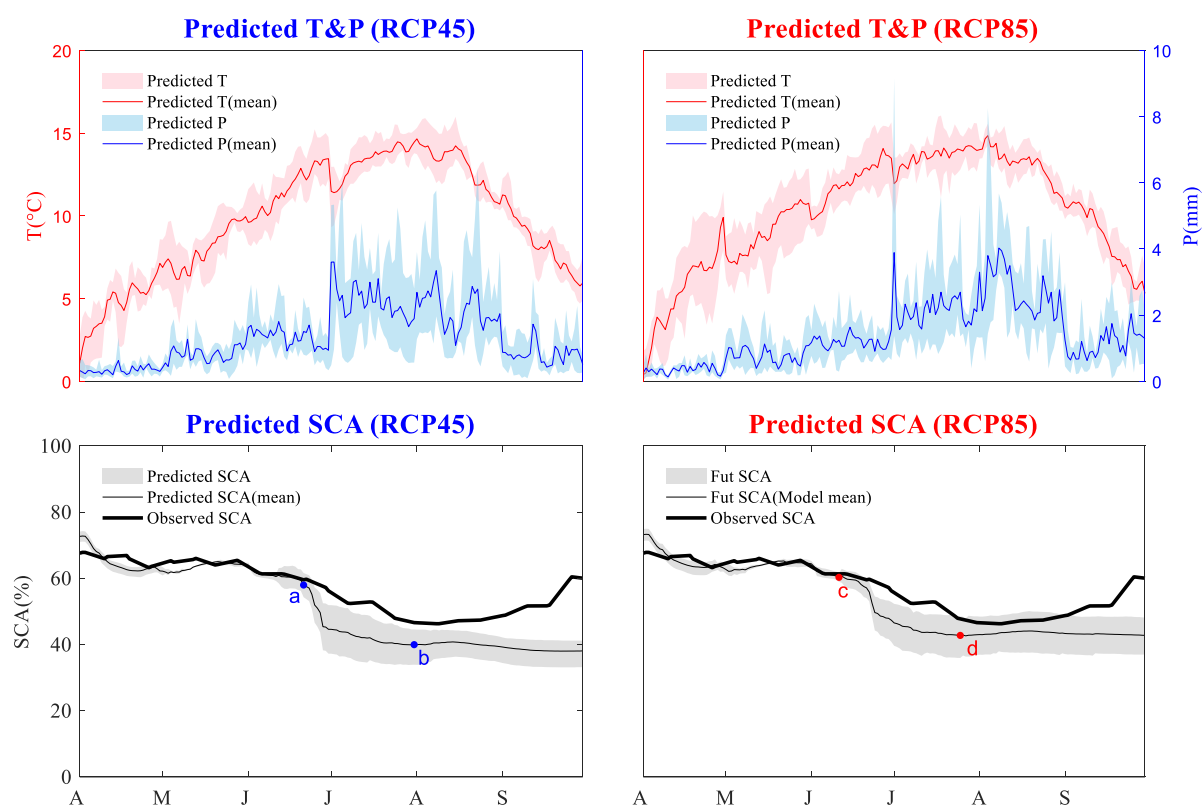 Predicted T&P (RCP45)
Predicted T&P (RCP85)
20
15
10
5
0
T(°C)
Predicted T
Predicted T(mean)
Predicted P
Predicted P(mean)
Predicted T
Predicted T(mean)
Predicted P
Predicted P(mean)
10
8
6
4
2
0
P(mm)
Predicted SCA (RCP45)
Predicted SCA (RCP85)
100
80
60
40
20
0
SCA(%)
Predicted SCA
Predicted SCA(mean)
Observed SCA
a
b
A M J J A S
Fut SCA
Fut SCA(Model mean)
Observed SCA
c
d
A M J J A S